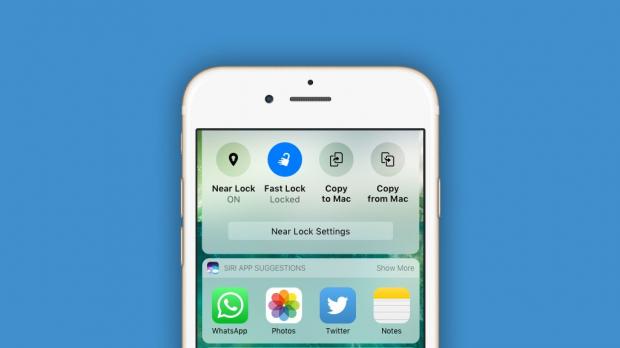 Near Lock
ON
Fast Lock
Locked
Copy
to Mac
Copy
from Mac
Near Lock Settings
SIRI APP SUGGESTIONS
Show More
WhatsApp
Photos
Twitter
Notes